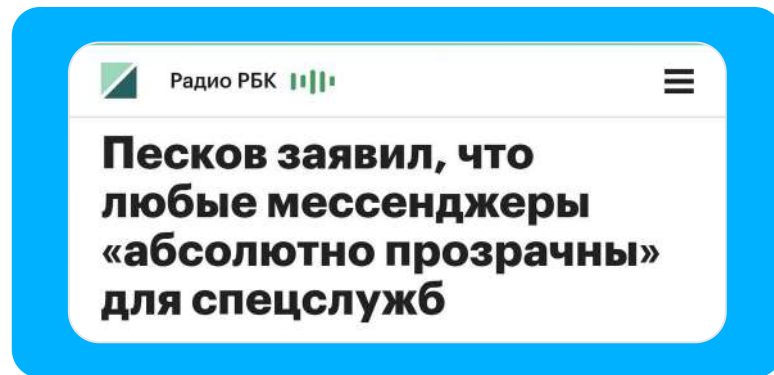 Радио РБК
Песков заявил, что
любые мессенджеры
«абсолютно прозрачны»
для спецслужб